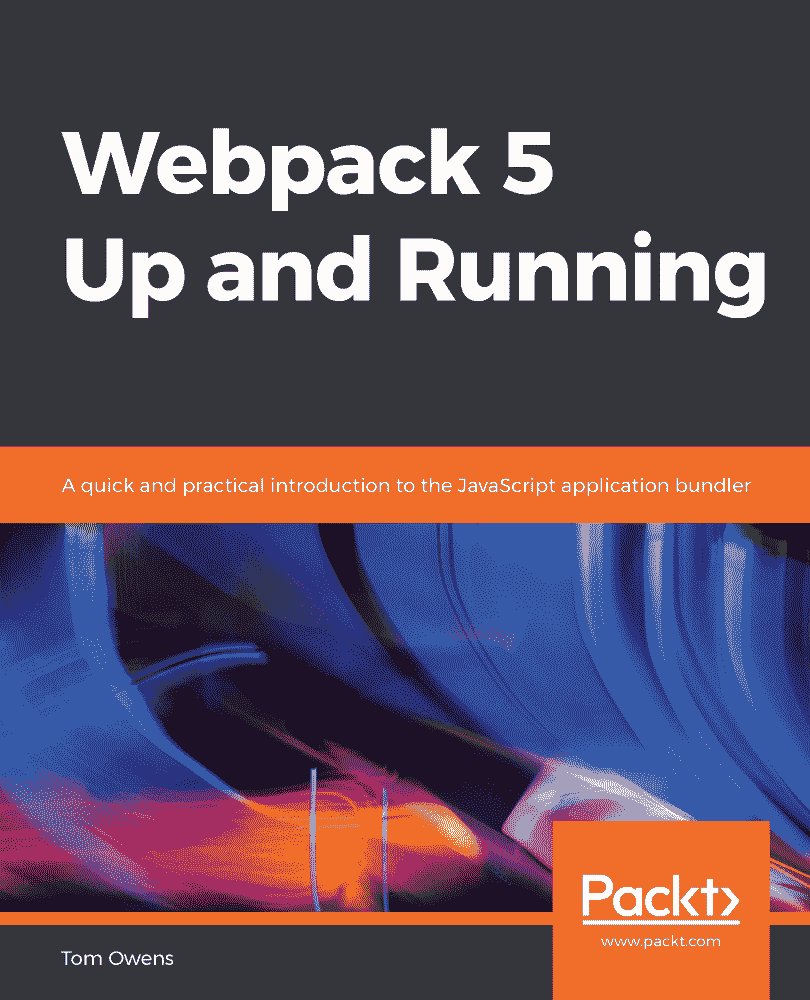 Webpack 5
Up and Running
A quick and practical introduction to the JavaScript application bundler
Packt>
www.packt.com
Tom Owens